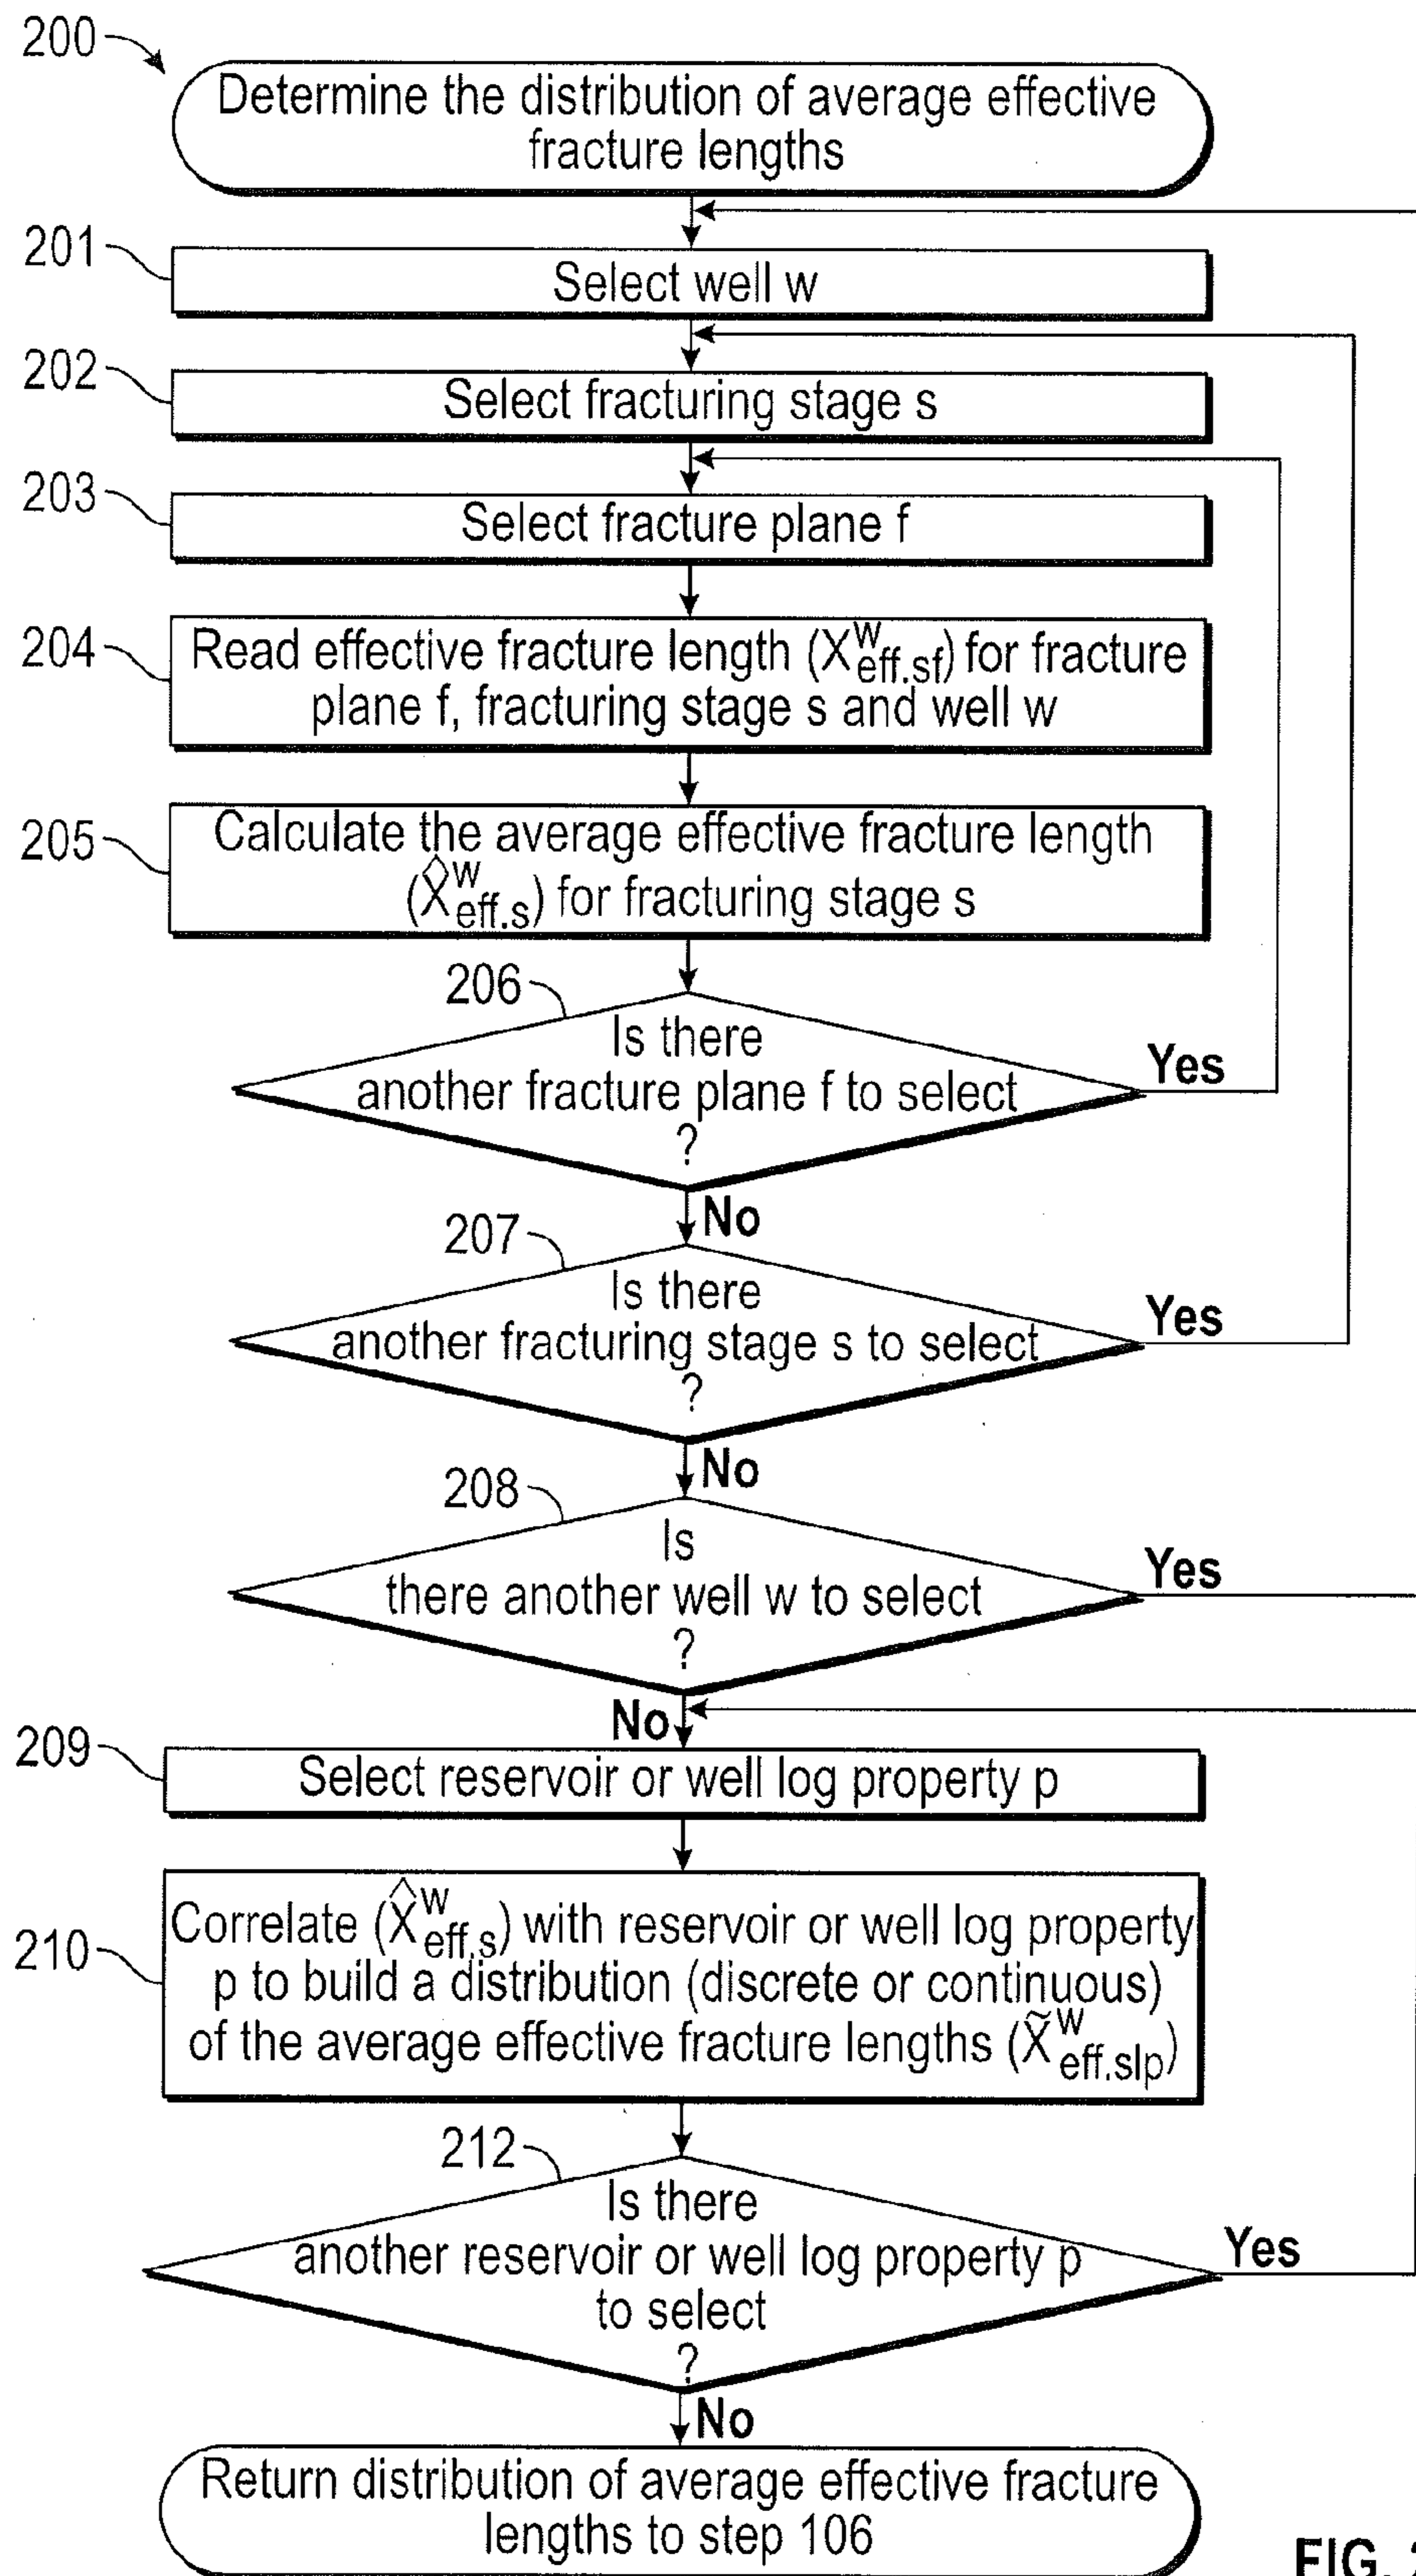 200
Determine the distribution of average effective
fracture lengths
201
Select well w
202
Select fracturing stage s
203
Select fracture plane f
204
Read effective fracture length (X^w_eff.sf) for fracture
plane f, fracturing stage s and well w
205
Calculate the average effective fracture length
(X̂^w_eff.s) for fracturing stage s
206
Is there
another fracture plane f to select
?
Yes
No
207
Is there
another fracturing stage s to select
?
Yes
No
208
Is
there another well w to select
?
Yes
No
209
Select reservoir or well log property p
210
Correlate (X̂^w_eff.s) with reservoir or well log property
p to build a distribution (discrete or continuous)
of the average effective fracture lengths (X̃^w_eff.slp)
212
Is there
another reservoir or well log property p
to select
?
Yes
No
Return distribution of average effective fracture
lengths to step 106
FIG.